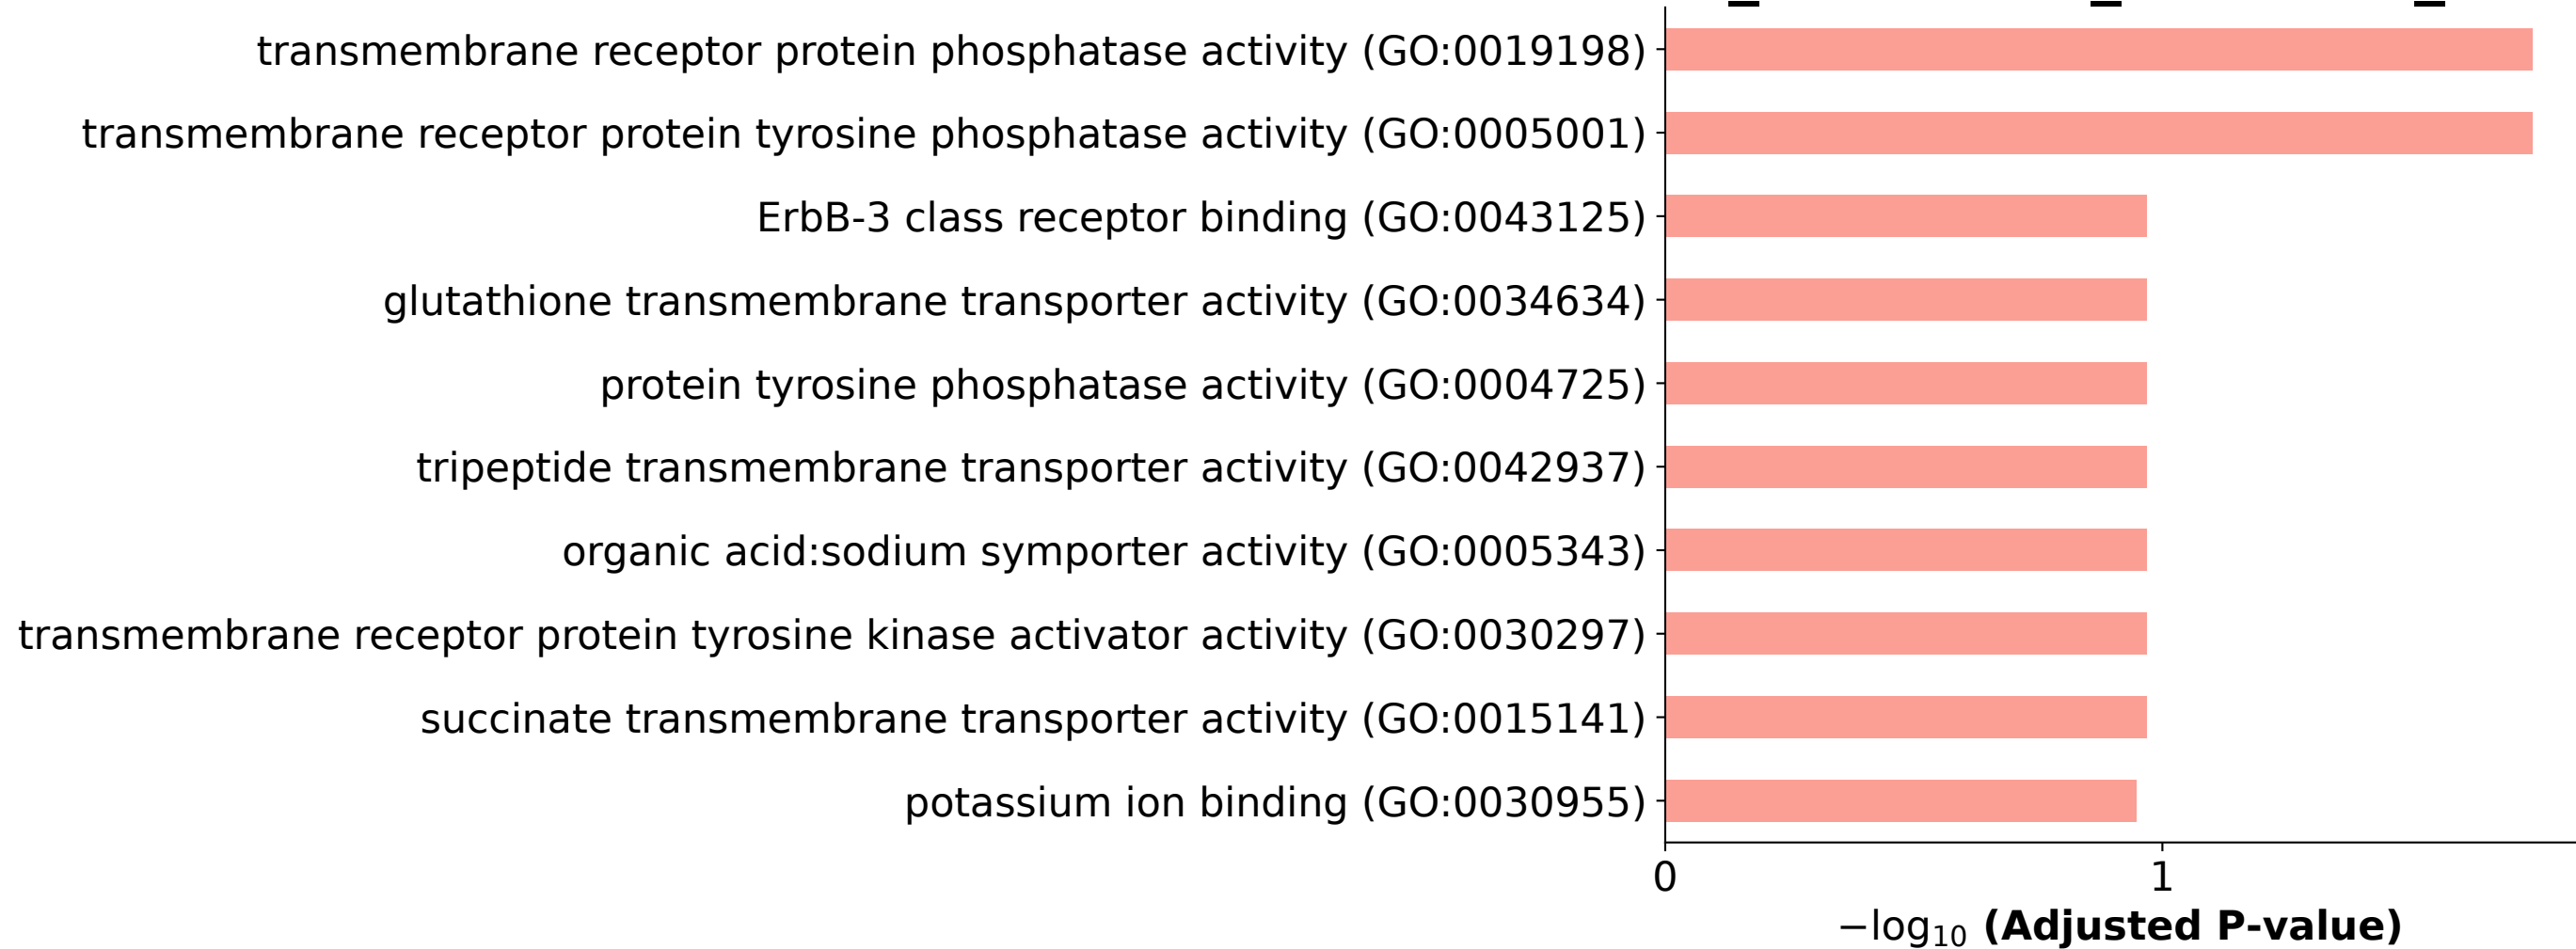 transmembrane receptor protein phosphatase activity (GO:0019198)
transmembrane receptor protein tyrosine phosphatase activity (GO:0005001)
ErbB-3 class receptor binding (GO:0043125)
glutathione transmembrane transporter activity (GO:0034634)
protein tyrosine phosphatase activity (GO:0004725)
tripeptide transmembrane transporter activity (GO:0042937)
organic acid:sodium symporter activity (GO:0005343)
transmembrane receptor protein tyrosine kinase activator activity (GO:0030297)
succinate transmembrane transporter activity (GO:0015141)
potassium ion binding (GO:0030955)
0 1
−log₁₀ (Adjusted P-value)